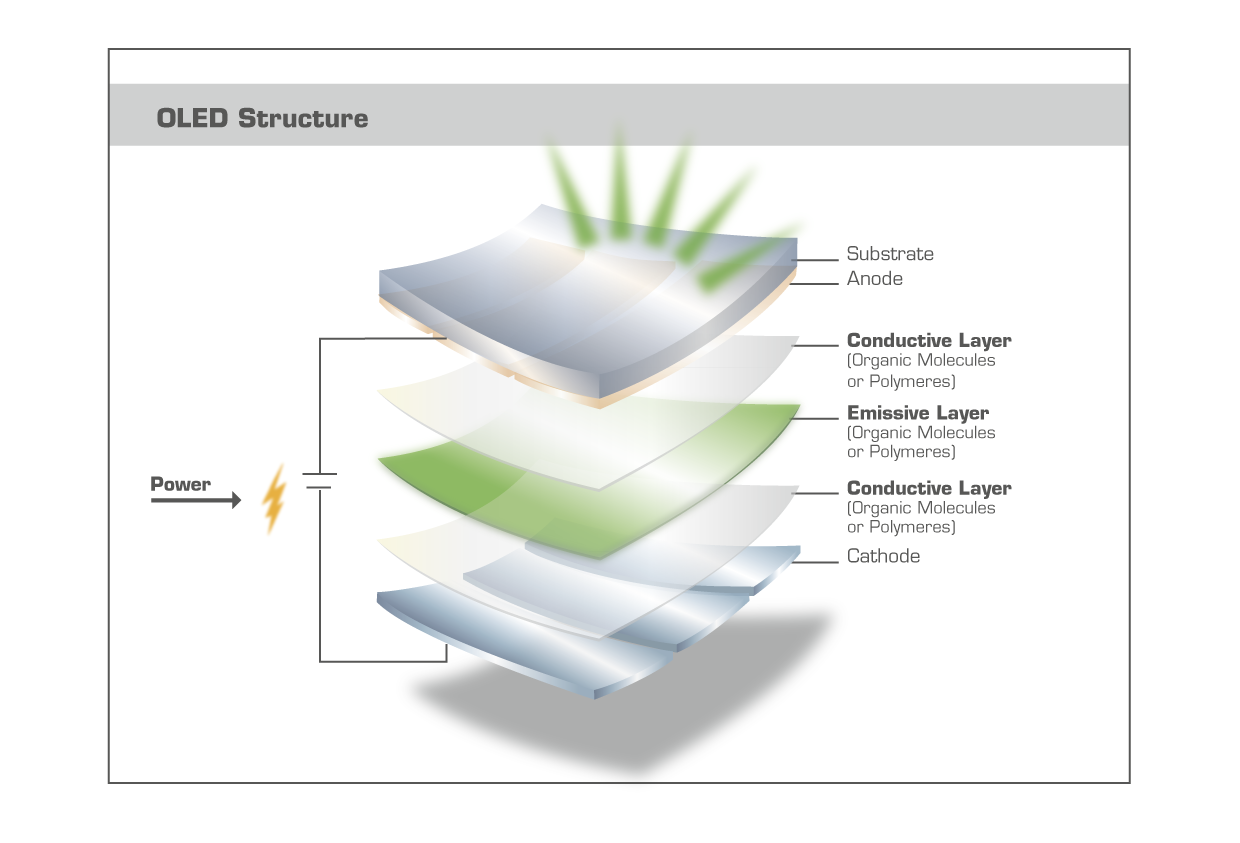 OLED Structure
Substrate
Anode
Conductive Layer
(Organic Molecules
or Polymeres)
Emissive Layer
(Organic Molecules
or Polymeres)
Power
Conductive Layer
(Organic Molecules
or Polymeres)
Cathode